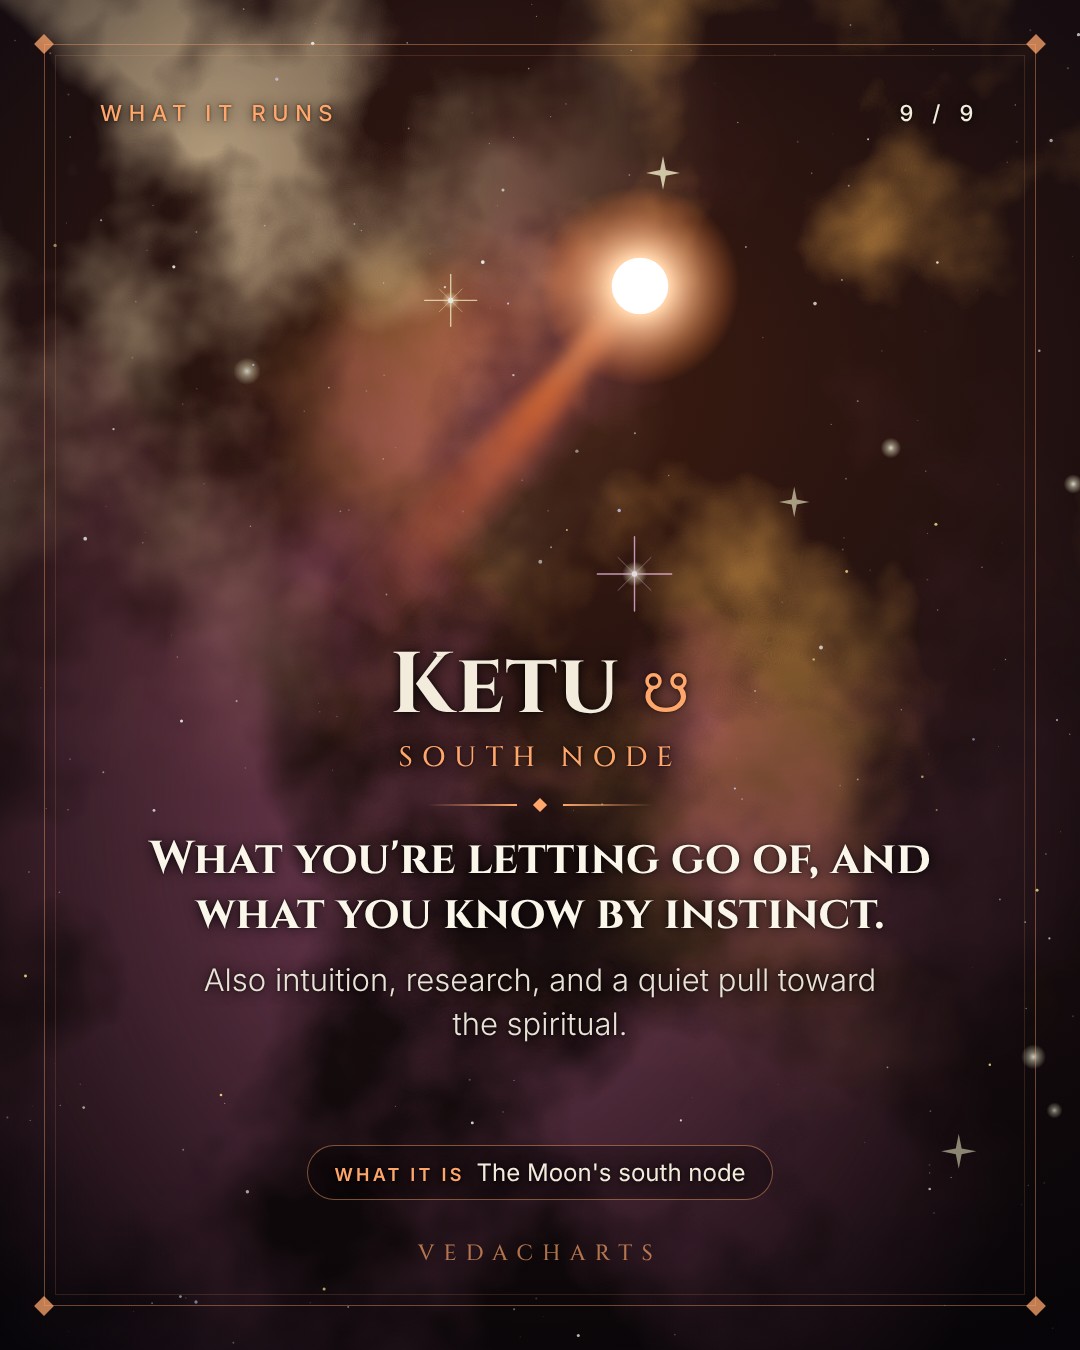 WHAT IT RUNS
9 / 9
KETU ☋
SOUTH NODE
WHAT YOU'RE LETTING GO OF, AND
WHAT YOU KNOW BY INSTINCT.
Also intuition, research, and a quiet pull toward
the spiritual.
WHAT IT IS The Moon's south node
VEDACHARTS